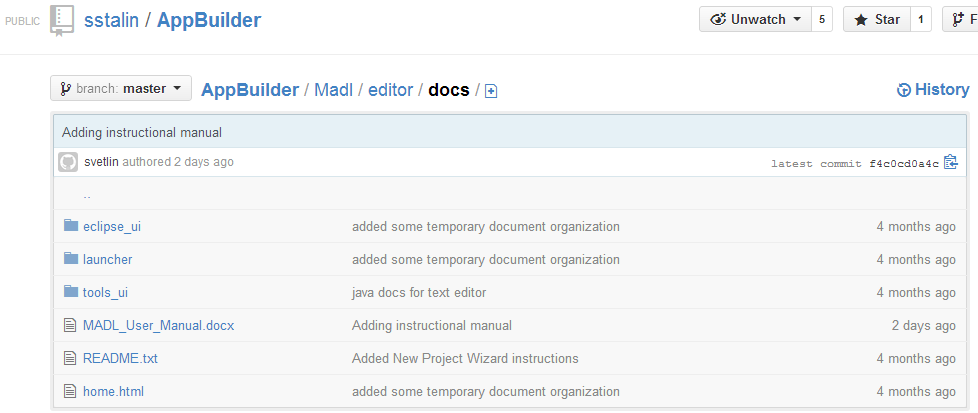 PUBLIC sstalin / AppBuilder Unwatch 5 Star 1 F
branch: master AppBuilder / Madl / editor / docs / History
Adding instructional manual
svetlin authored 2 days ago latest commit f4c0cd0a4c
..
eclipse_ui added some temporary document organization 4 months ago
launcher added some temporary document organization 4 months ago
tools_ui java docs for text editor 4 months ago
MADL_User_Manual.docx Adding instructional manual 2 days ago
README.txt Added New Project Wizard instructions 4 months ago
home.html added some temporary document organization 4 months ago